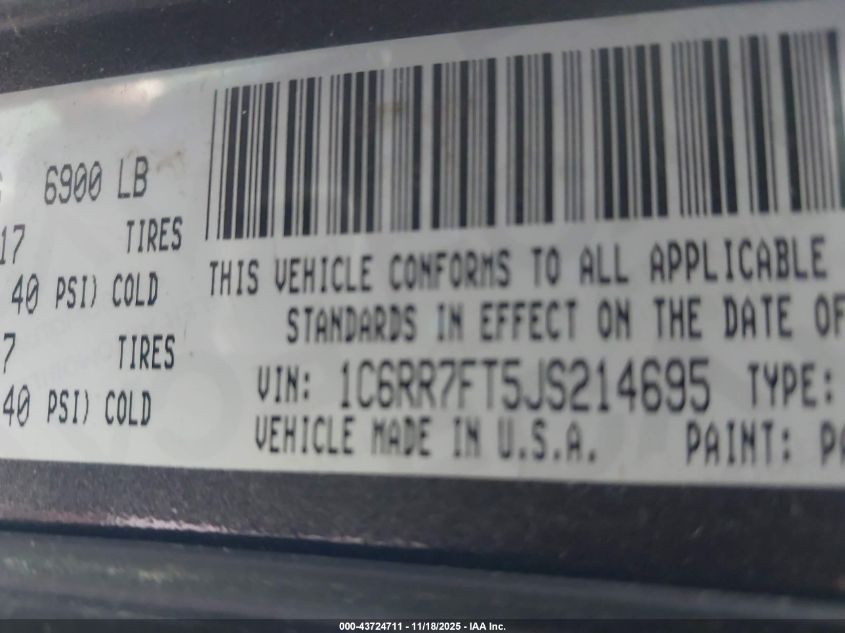 6900 LB
17 TIRES
40 PSI) COLD
7 TIRES
40 PSI) COLD
THIS VEHICLE CONFORMS TO ALL APPLICABLE
STANDARDS IN EFFECT ON THE DATE OF
VIN: 1C6RR7FT5JS214695 TYPE:
VEHICLE MADE IN U.S.A. PAINT: PA
000-43724711 - 11/18/2025 - IAA Inc.